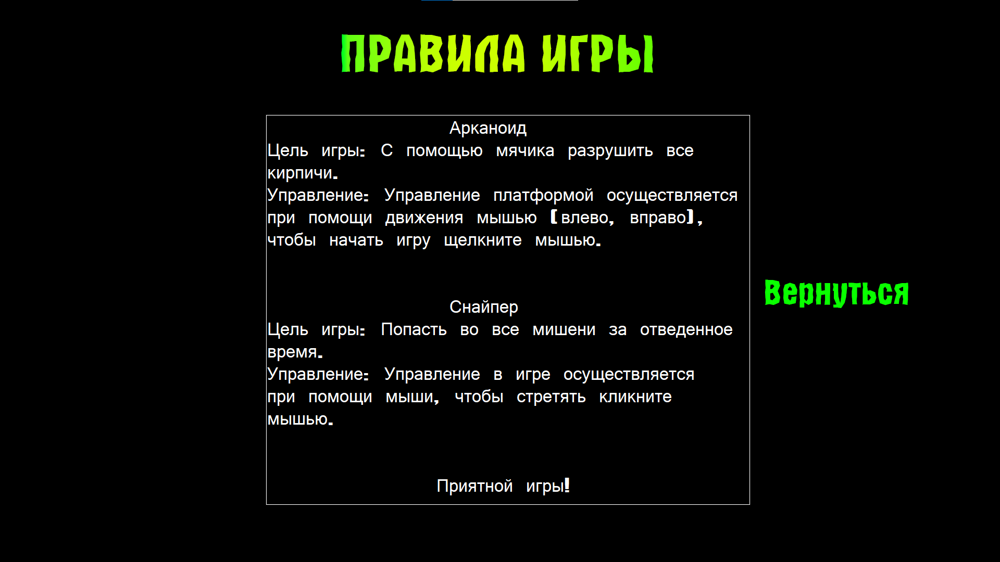 ПРАВИЛА ИГРЫ
Арканоид
Цель игры: С помощью мячика разрушить все
кирпичи.
Управление: Управление платформой осуществляется
при помощи движения мышью (влево, вправо),
чтобы начать игру щелкните мышью.
Вернуться
Снайпер
Цель игры: Попасть во все мишени за отведенное
время.
Управление: Управление в игре осуществляется
при помощи мыши, чтобы стретять кликните
мышью.
Приятной игры!